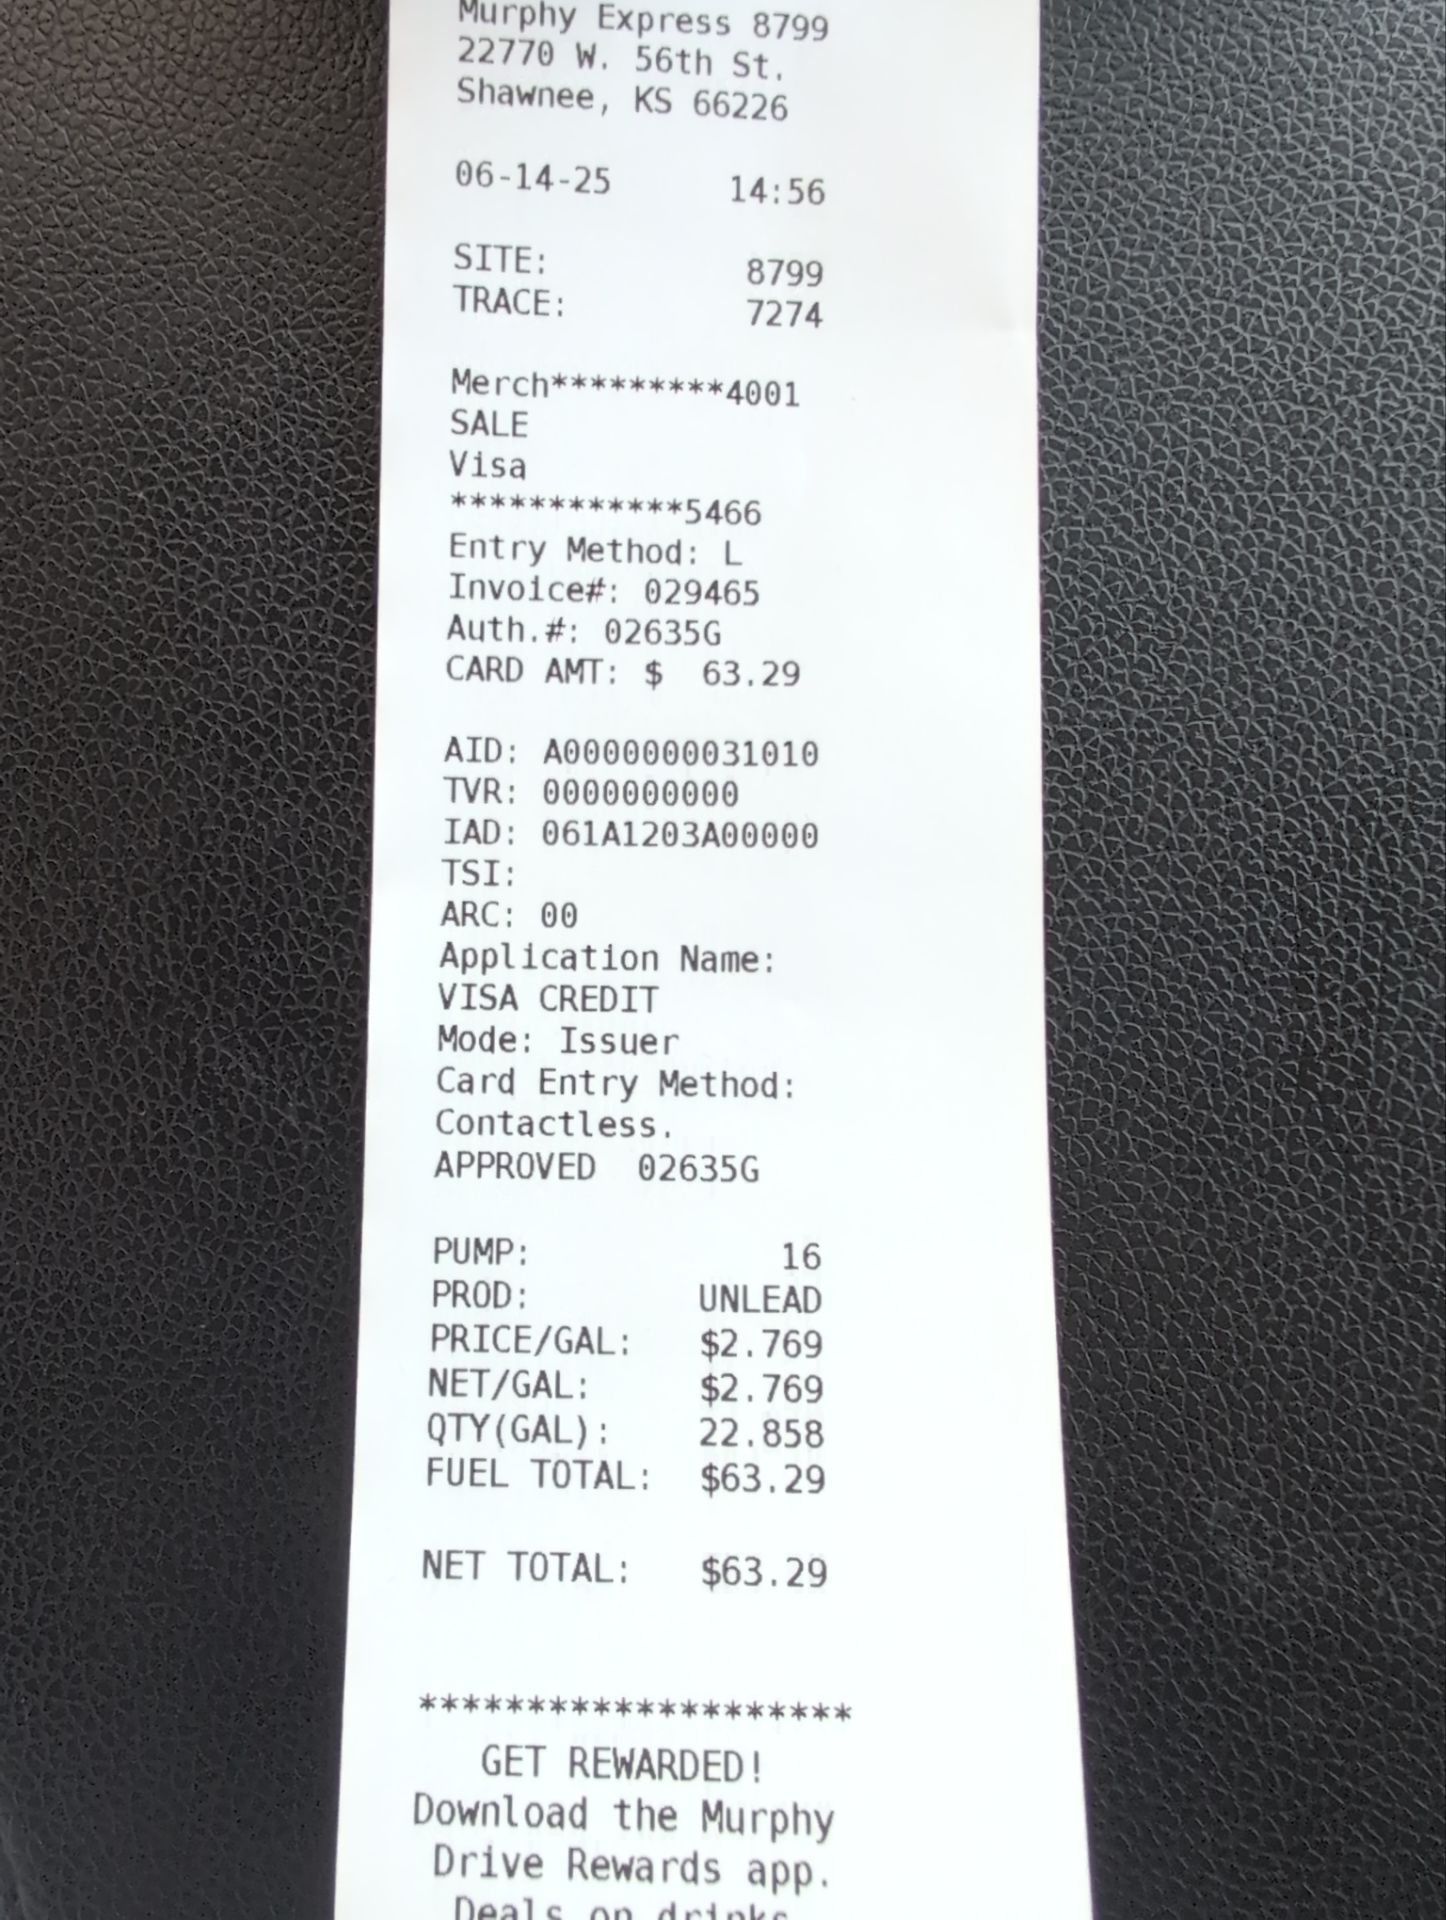 Murphy Express 8799
22770 W. 56th St.
Shawnee, KS 66226
06-14-25 14:56
SITE: 8799
TRACE: 7274
Merch*********4001
SALE
Visa
************5466
Entry Method: L
Invoice#: 029465
Auth.#: 02635G
CARD AMT: $ 63.29
AID: A0000000031010
TVR: 0000000000
IAD: 061A1203A00000
TSI:
ARC: 00
Application Name:
VISA CREDIT
Mode: Issuer
Card Entry Method:
Contactless.
APPROVED 02635G
PUMP: 16
PROD: UNLEAD
PRICE/GAL: $2.769
NET/GAL: $2.769
QTY(GAL): 22.858
FUEL TOTAL: $63.29
NET TOTAL: $63.29
********************
GET REWARDED!
Download the Murphy
Drive Rewards app.
Deals on drinks